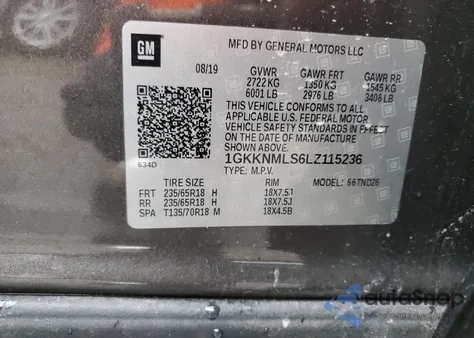 GM
MFD BY GENERAL MOTORS LLC
08/19 GVWR GAWR FRT GAWR RR
2722 KG 1350 KG 1545 KG
6001 LB 2976 LB 3406 LB
THIS VEHICLE CONFORMS TO ALL
APPLICABLE U.S. FEDERAL MOTOR
VEHICLE SAFETY STANDARDS IN EFFECT
ON THE DATE OF MANUFACTURE
SHOWN ABOVE.
1GKKNMLS6LZ115236
TYPE: M.P.V. MODEL: 66TND26
634D
TIRE SIZE RIM
FRT 235/65R18 H 18X7.5J
RR 235/65R18 H 18X7.5J
SPA T135/70R18 M 18X4.5B
autoSnap